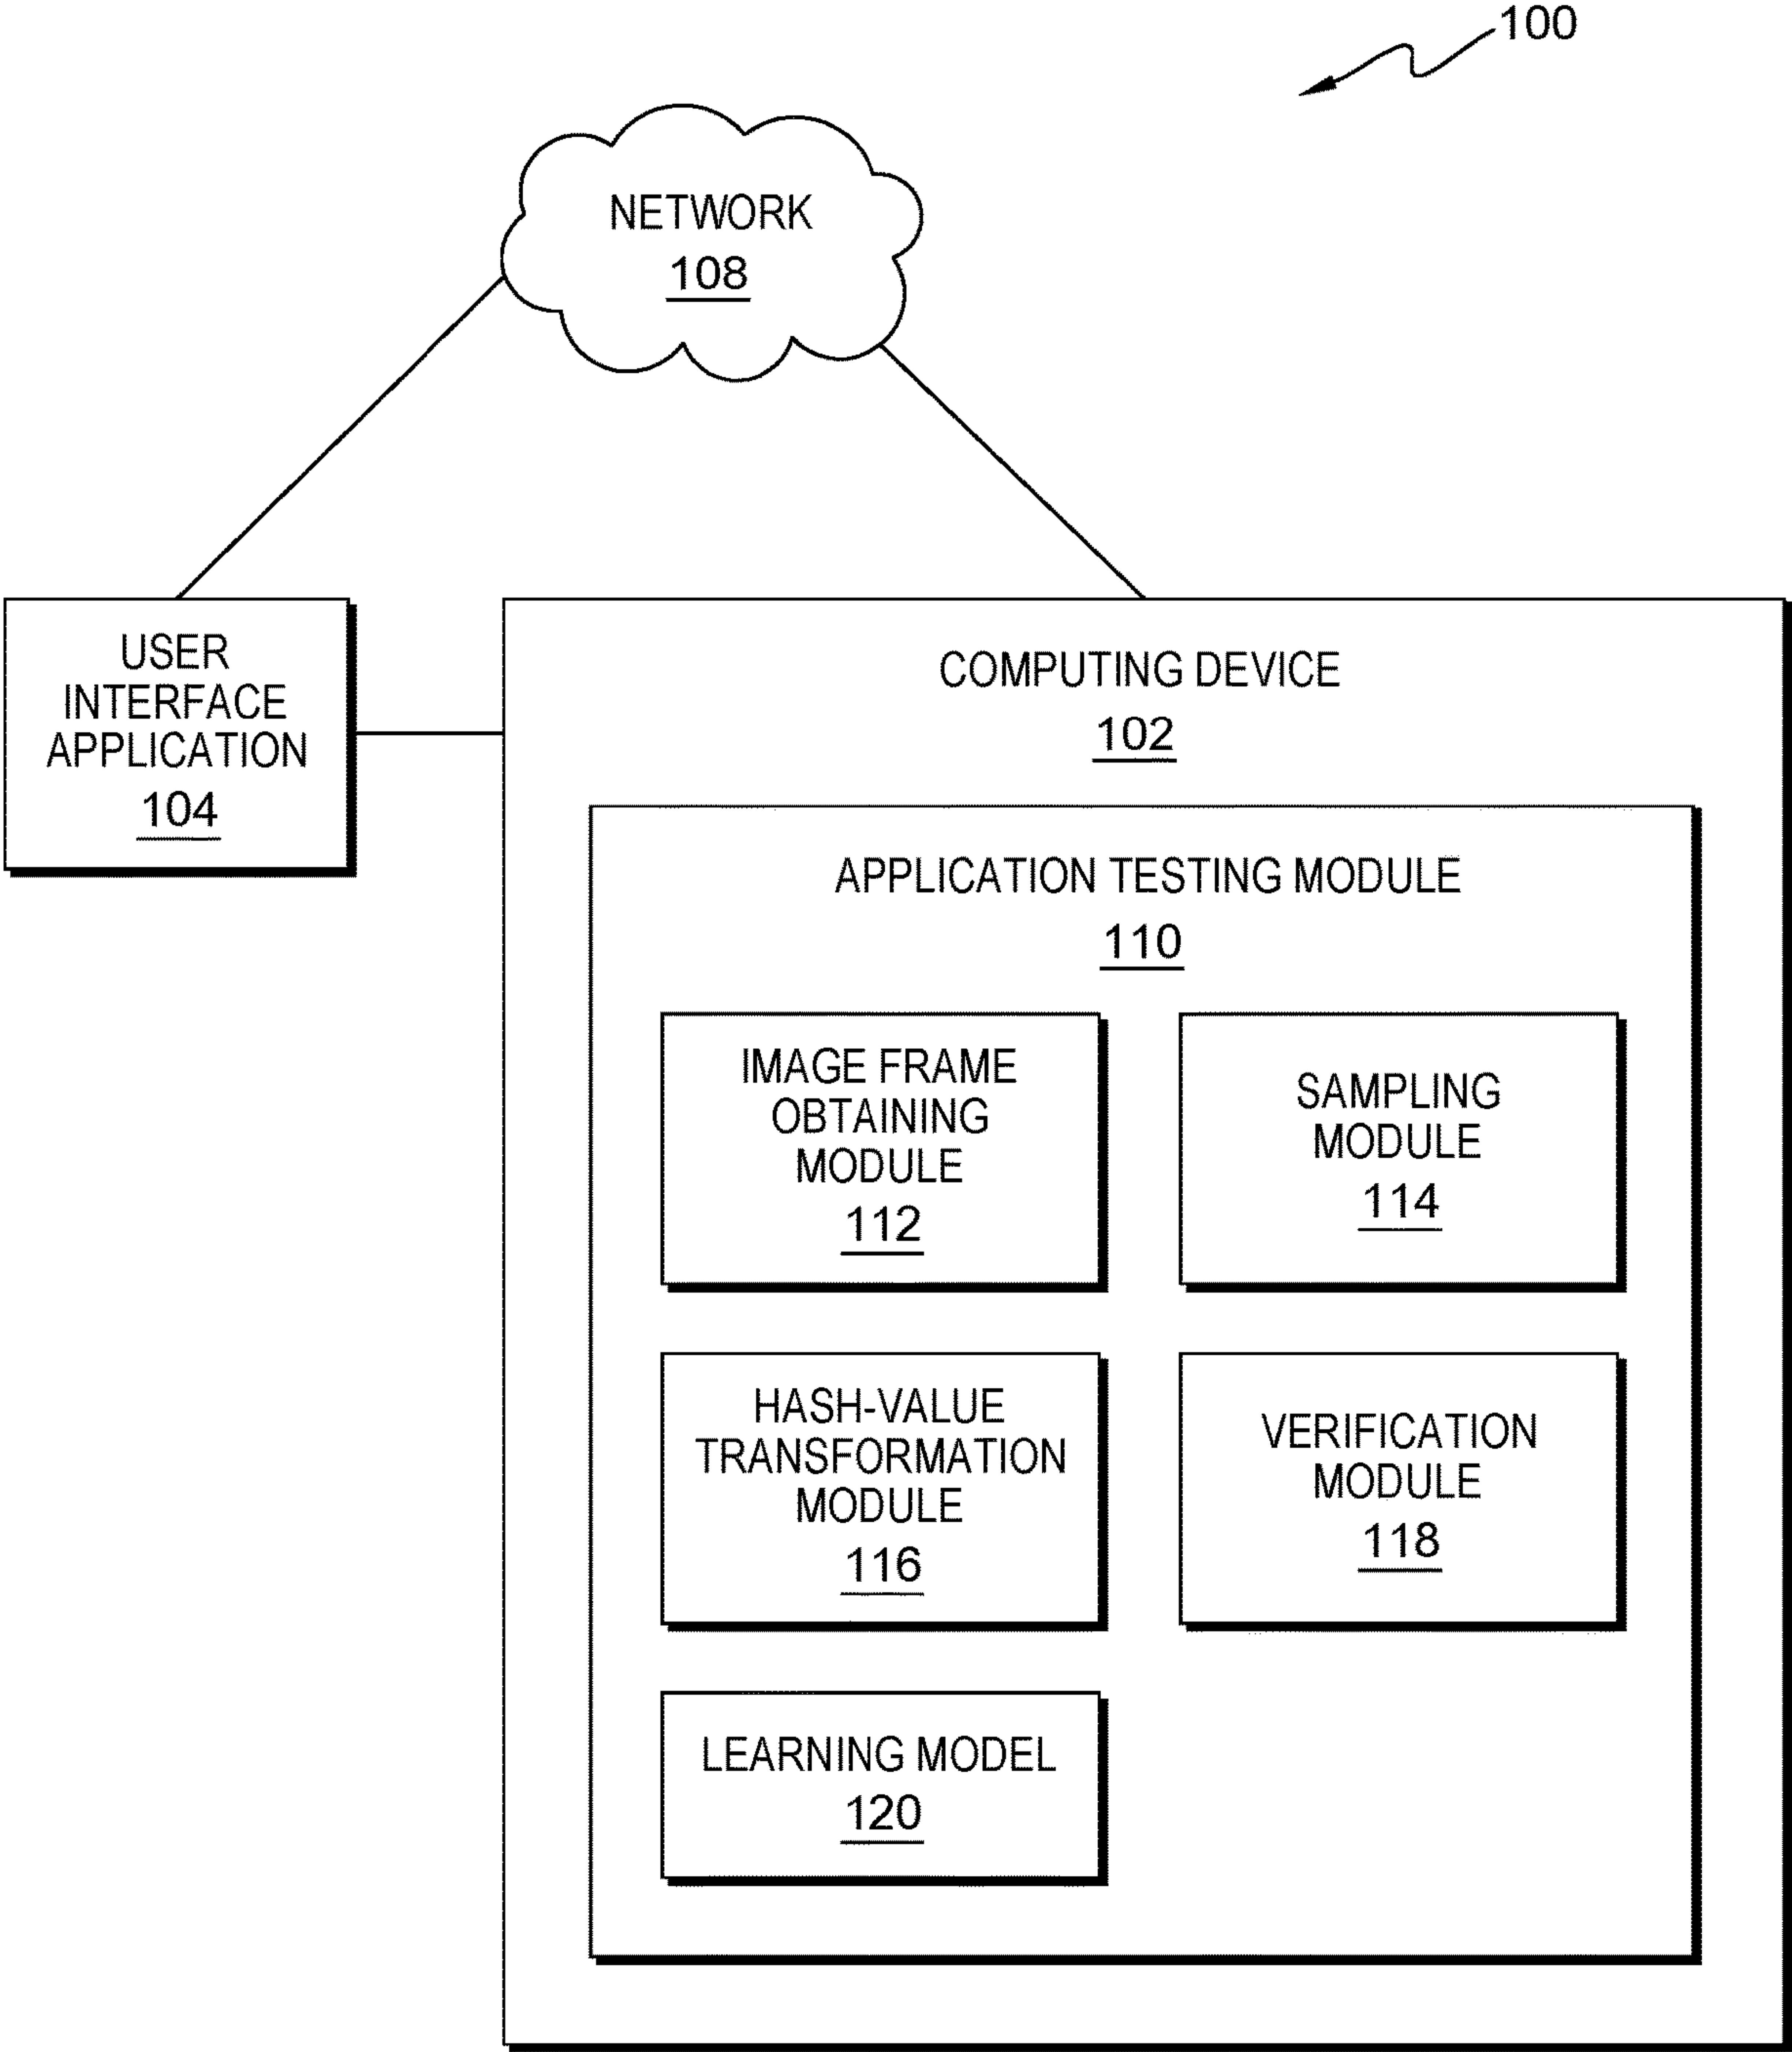 100
NETWORK
108
USER
INTERFACE
APPLICATION
104
COMPUTING DEVICE
102
APPLICATION TESTING MODULE
110
IMAGE FRAME
OBTAINING
MODULE
112
SAMPLING
MODULE
114
HASH-VALUE
TRANSFORMATION
MODULE
116
VERIFICATION
MODULE
118
LEARNING MODEL
120